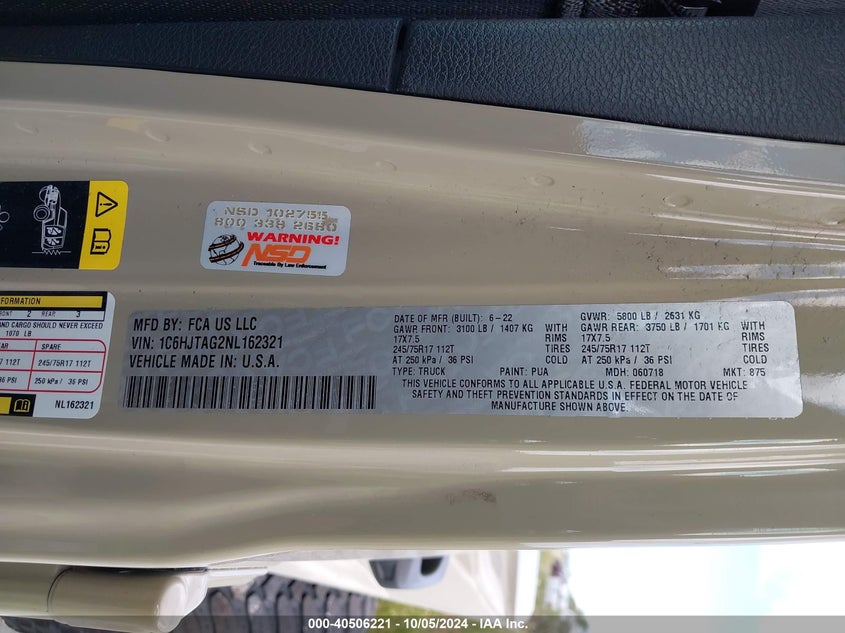 NSD 102755
800 338 2680
WARNING!
NSD
Traceable By Law Enforcement
FORMATION
FRONT 2 REAR 3
AND CARGO SHOULD NEVER EXCEED
1070 LB
SPARE
17 112T 245/75R17 112T
36 PSI 250 kPa / 36 PSI
NL162321
MFD BY: FCA US LLC
VIN: 1C6HJTAG2NL162321
VEHICLE MADE IN: U.S.A.
DATE OF MFR (BUILT): 6-22 GVWR: 5800 LB / 2631 KG
GAWR FRONT: 3100 LB / 1407 KG WITH GAWR REAR: 3750 LB / 1701 KG WITH
17X7.5 RIMS 17X7.5 RIMS
245/75R17 112T TIRES 245/75R17 112T TIRES
AT 250 kPa/ 36 PSI COLD AT 250 kPa/ 36 PSI COLD
TYPE: TRUCK PAINT: PUA MDH: 060718 MKT: 875
THIS VEHICLE CONFORMS TO ALL APPLICABLE U.S.A. FEDERAL MOTOR VEHICLE
SAFETY AND THEFT PREVENTION STANDARDS IN EFFECT ON THE DATE OF
MANUFACTURE SHOWN ABOVE.
000-40506221 - 10/05/2024 - IAA Inc.